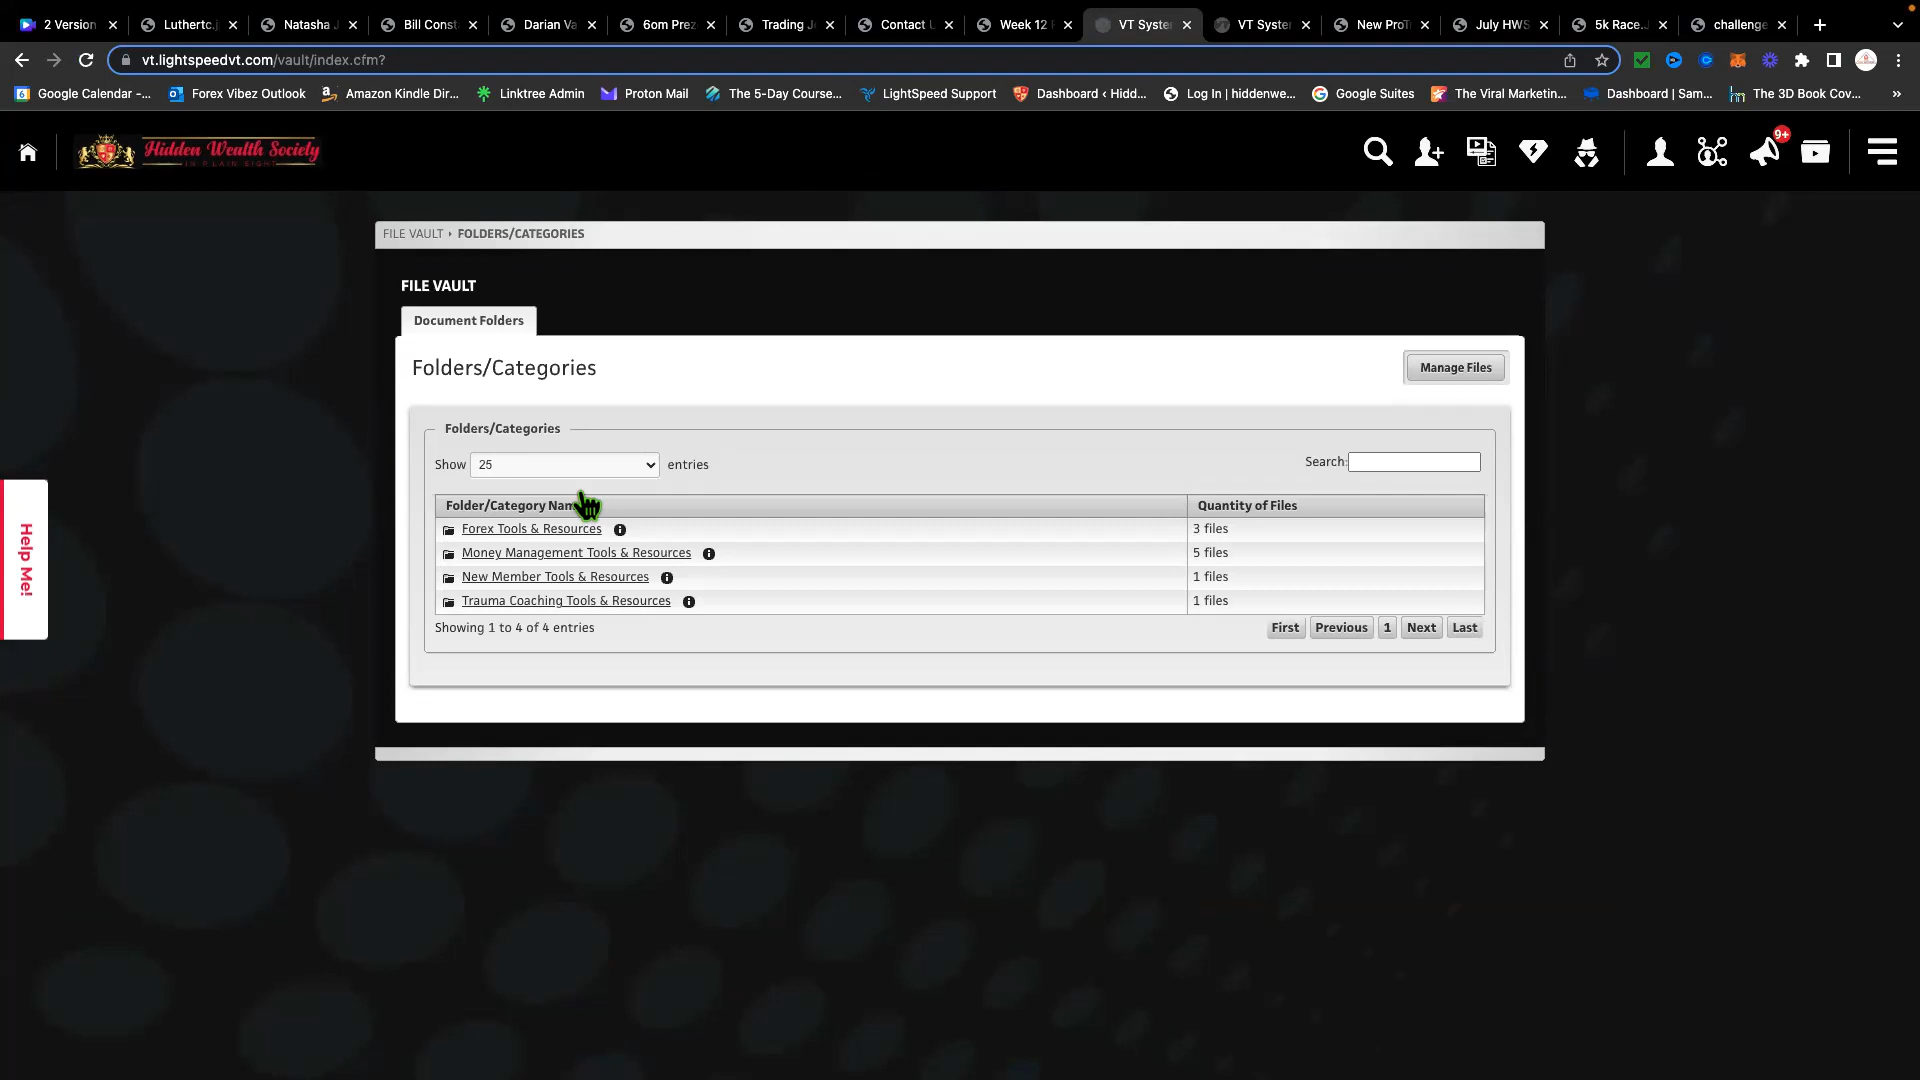 2 Version
Luthertc.j
Natasha J
Bill Const
Darian Va
6om Prez
Trading Jo
Contact U
Week 12 F
VT Syste
VT Syster
New ProT
July HWS
5k Race.J
challenge
vt.lightspeedvt.com/vault/index.cfm?
Google Calendar -...
Forex Vibez Outlook
Amazon Kindle Dir...
Linktree Admin
Proton Mail
The 5-Day Course...
LightSpeed Support
Dashboard ‹ Hidd...
Log In | hiddenwe...
Google Suites
The Viral Marketin...
Dashboard | Sam...
The 3D Book Cov...
»
Hidden Wealth Society
IN PLAIN SIGHT
9+
FILE VAULT › FOLDERS/CATEGORIES
FILE VAULT
Document Folders
Folders/Categories
Manage Files
Folders/Categories
Show 25 entries
Search:
Folder/Category Nam
Quantity of Files
Forex Tools & Resources
3 files
Money Management Tools & Resources
5 files
New Member Tools & Resources
1 files
Trauma Coaching Tools & Resources
1 files
Showing 1 to 4 of 4 entries
First Previous 1 Next Last
Help Me!